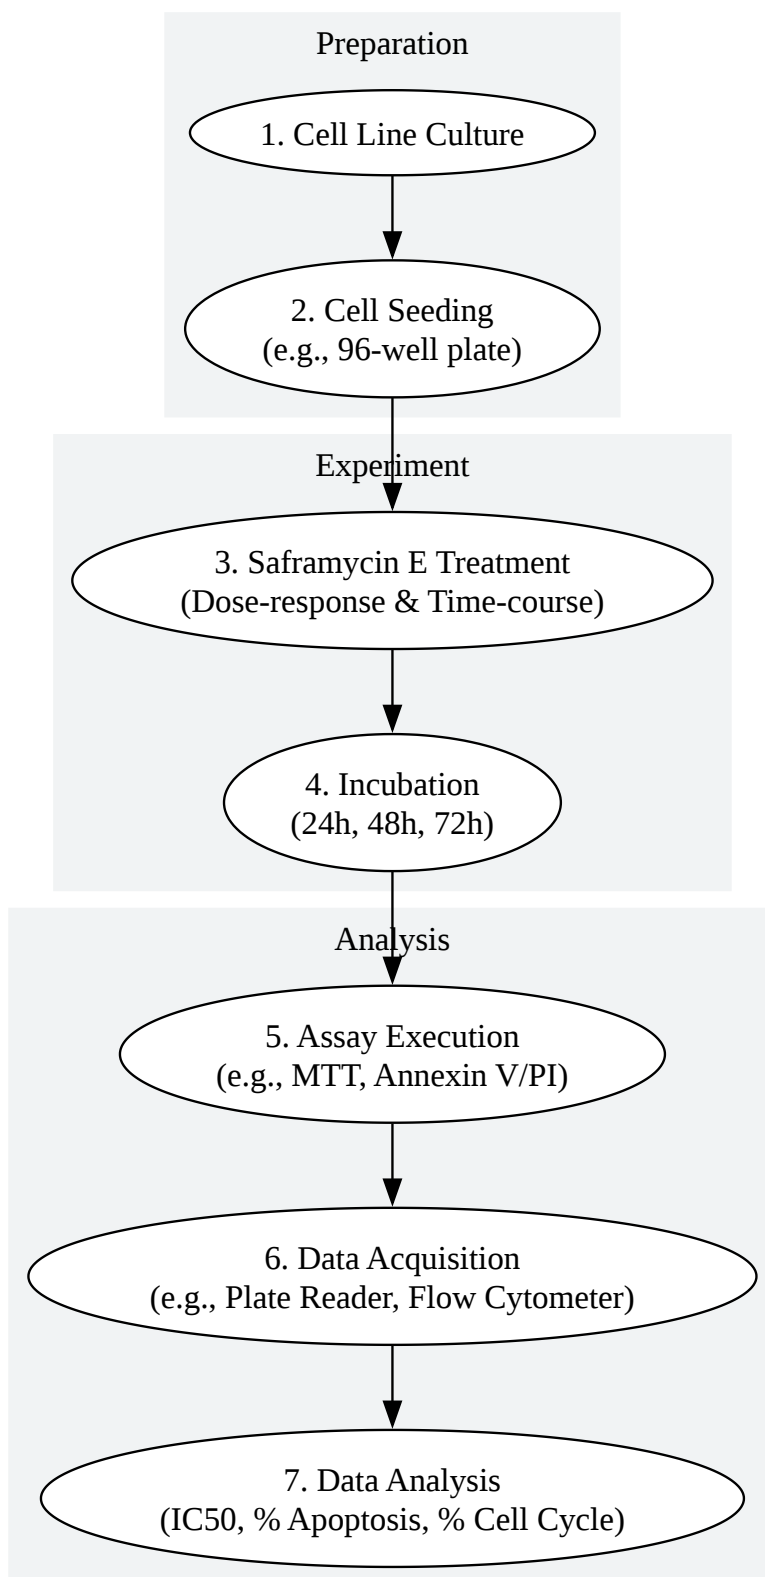 Preparation
1. Cell Line Culture
2. Cell Seeding
(e.g., 96-well plate)
Experiment
3. Saframycin E Treatment
(Dose-response & Time-course)
4. Incubation
(24h, 48h, 72h)
Analysis
5. Assay Execution
(e.g., MTT, Annexin V/PI)
6. Data Acquisition
(e.g., Plate Reader, Flow Cytometer)
7. Data Analysis
(IC50, % Apoptosis, % Cell Cycle)